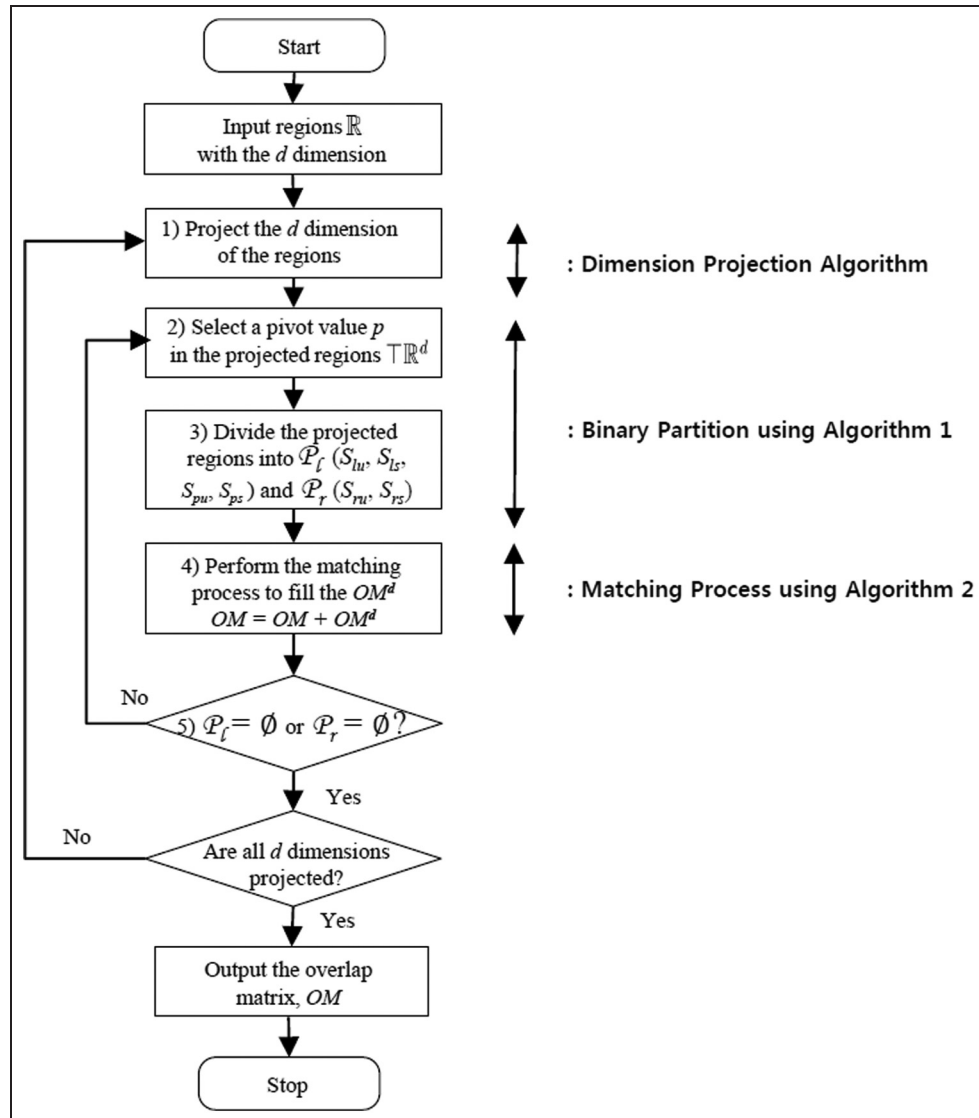 Start
Input regions ℝ
with the d dimension
1) Project the d dimension
of the regions
: Dimension Projection Algorithm
2) Select a pivot value p
in the projected regions ⊤ℝᵈ
3) Divide the projected
regions into 𝒫ₗ (Sₗᵤ, Sₗₛ,
Sₚᵤ, Sₚₛ) and 𝒫ᵣ (Sᵣᵤ, Sᵣₛ)
: Binary Partition using Algorithm 1
4) Perform the matching
process to fill the OMᵈ
OM = OM + OMᵈ
: Matching Process using Algorithm 2
No
5) 𝒫ₗ = ∅ or 𝒫ᵣ = ∅?
Yes
No
Are all d dimensions
projected?
Yes
Output the overlap
matrix, OM
Stop